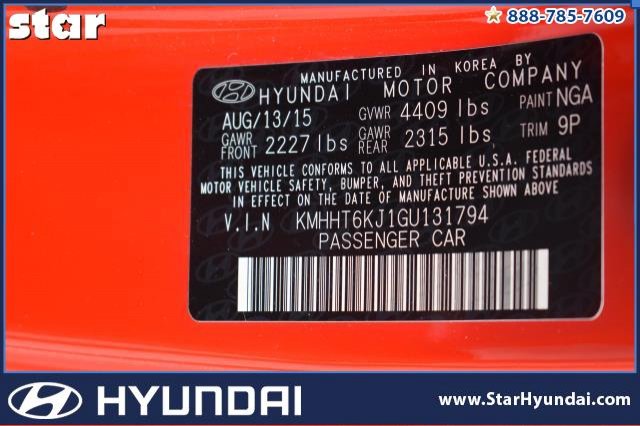 star
888-785-7609
MANUFACTURED IN KOREA BY
HYUNDAI MOTOR COMPANY
AUG/13/15 GVWR 4409 lbs PAINT NGA
GAWR FRONT 2227 lbs GAWR REAR 2315 lbs TRIM 9P
THIS VEHICLE CONFORMS TO ALL APPLICABLE U.S.A. FEDERAL
MOTOR VEHICLE SAFETY, BUMPER, AND THEFT PREVENTION STANDARDS
IN EFFECT ON THE DATE OF MANUFACTURE SHOWN ABOVE.
V.I.N KMHHT6KJ1GU131794
PASSENGER CAR
HYUNDAI
www.StarHyundai.com